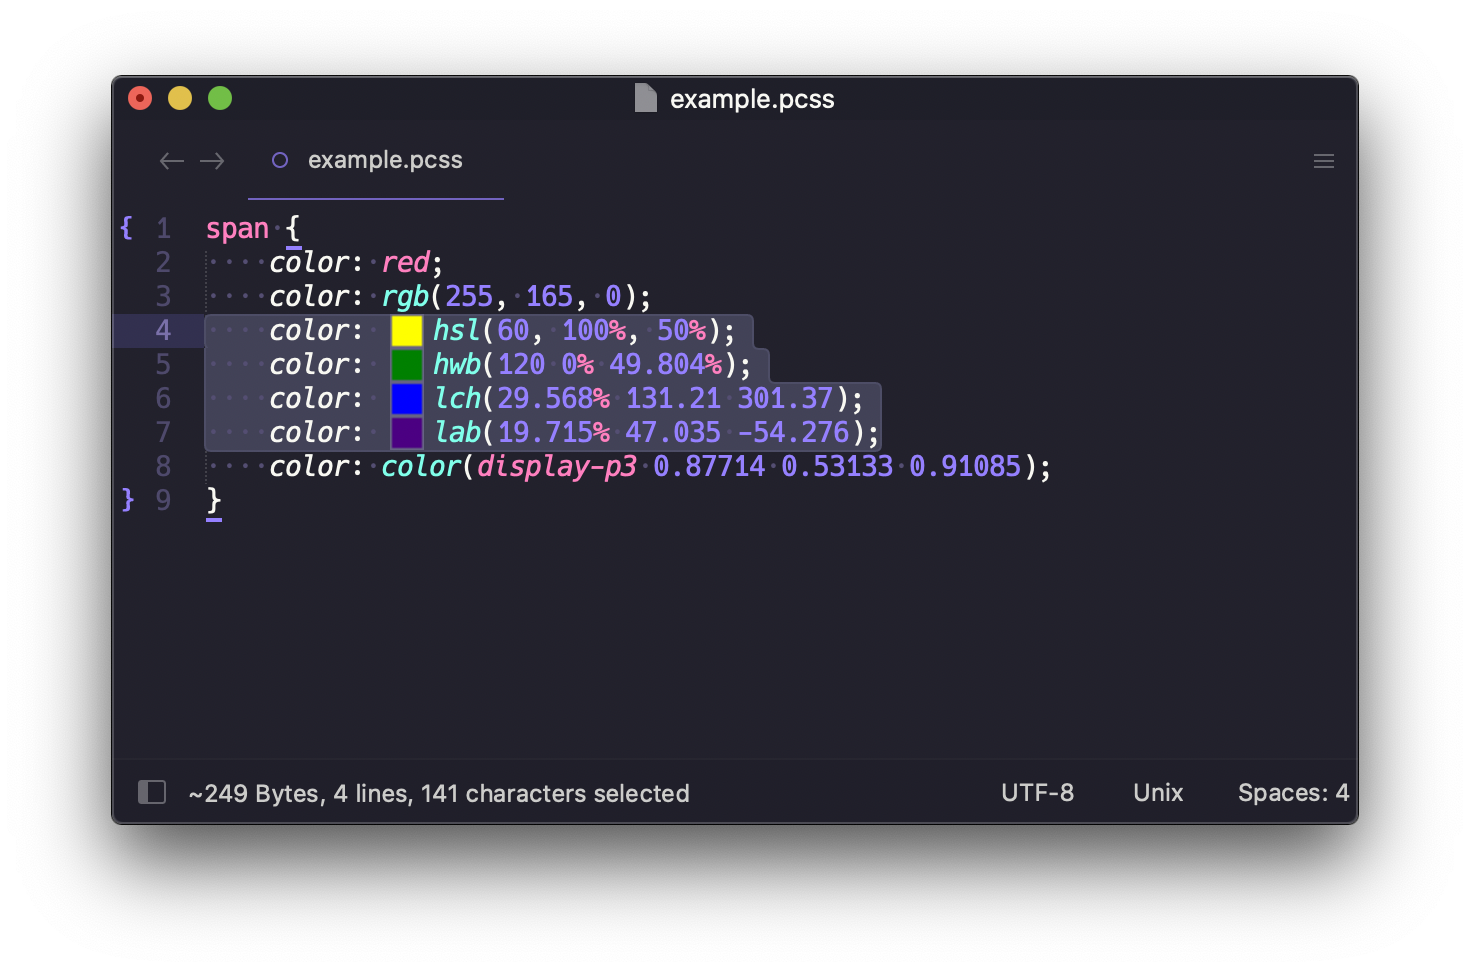 example.pcss
example.pcss
{ 1 span {
2     color: red;
3     color: rgb(255, 165, 0);
4     color: hsl(60, 100%, 50%);
5     color: hwb(120 0% 49.804%);
6     color: lch(29.568% 131.21 301.37);
7     color: lab(19.715% 47.035 -54.276);
8     color: color(display-p3 0.87714 0.53133 0.91085);
} 9 }
~249 Bytes, 4 lines, 141 characters selected UTF-8 Unix Spaces: 4